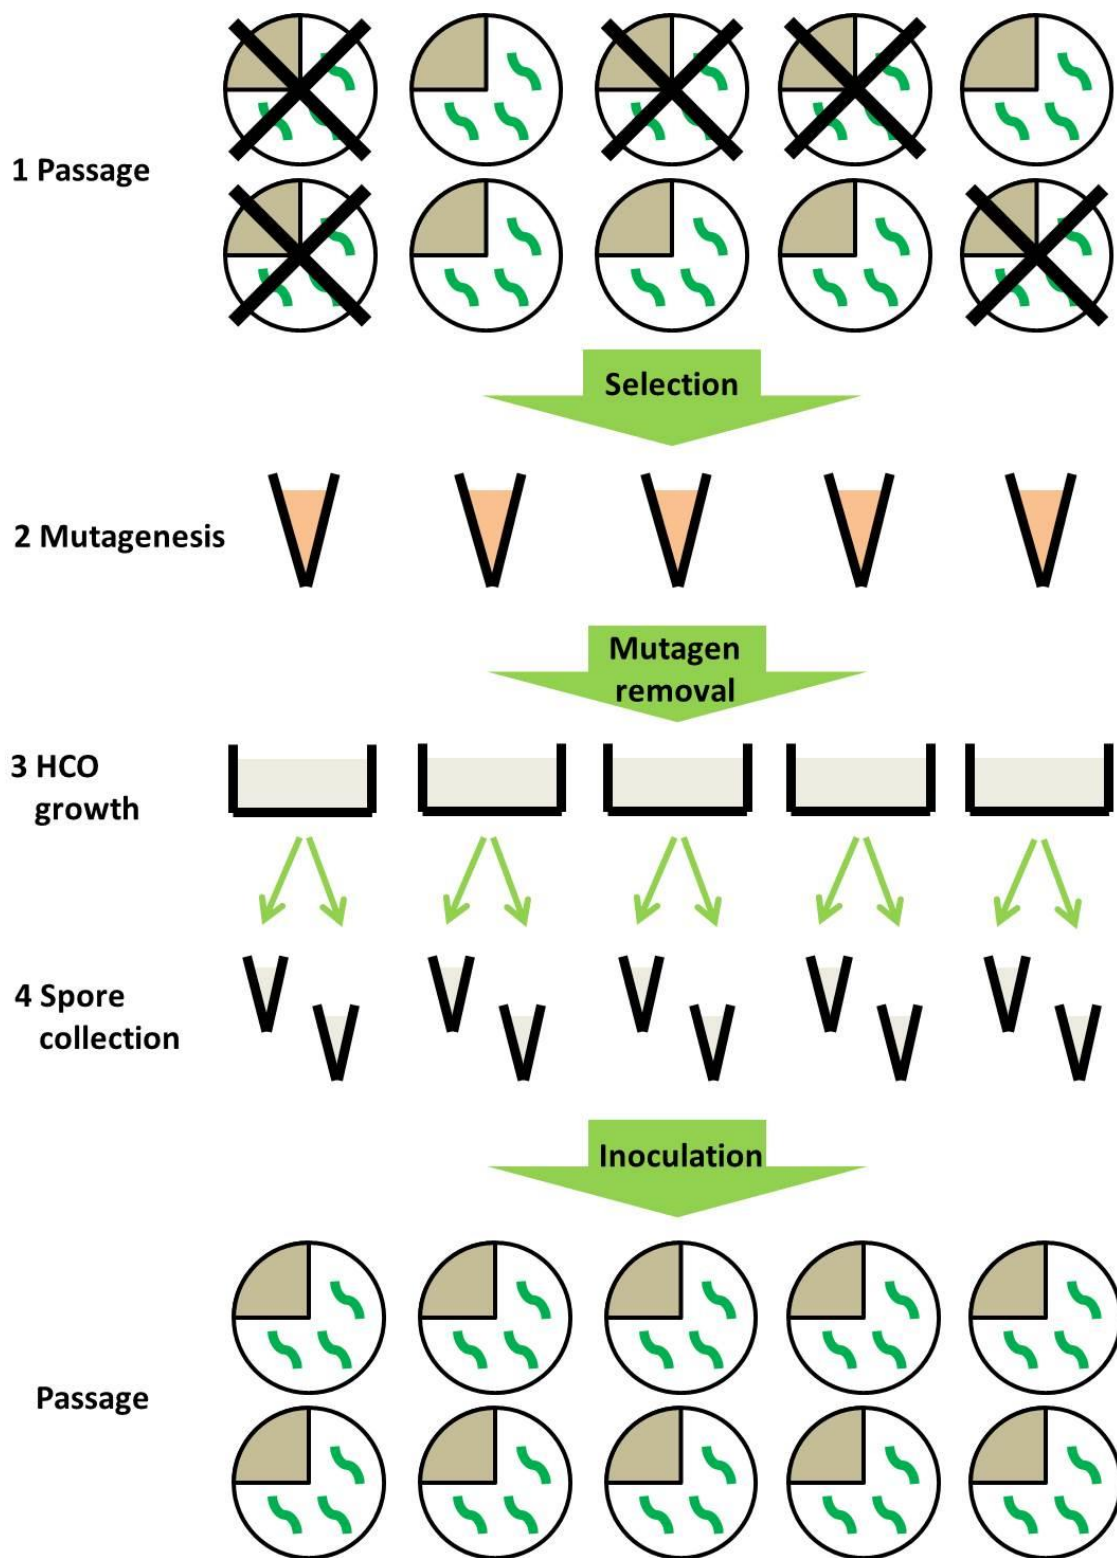 1 Passage
Selection
2 Mutagenesis
Mutagen
removal
3 HCO
growth
4 Spore
collection
Inoculation
Passage